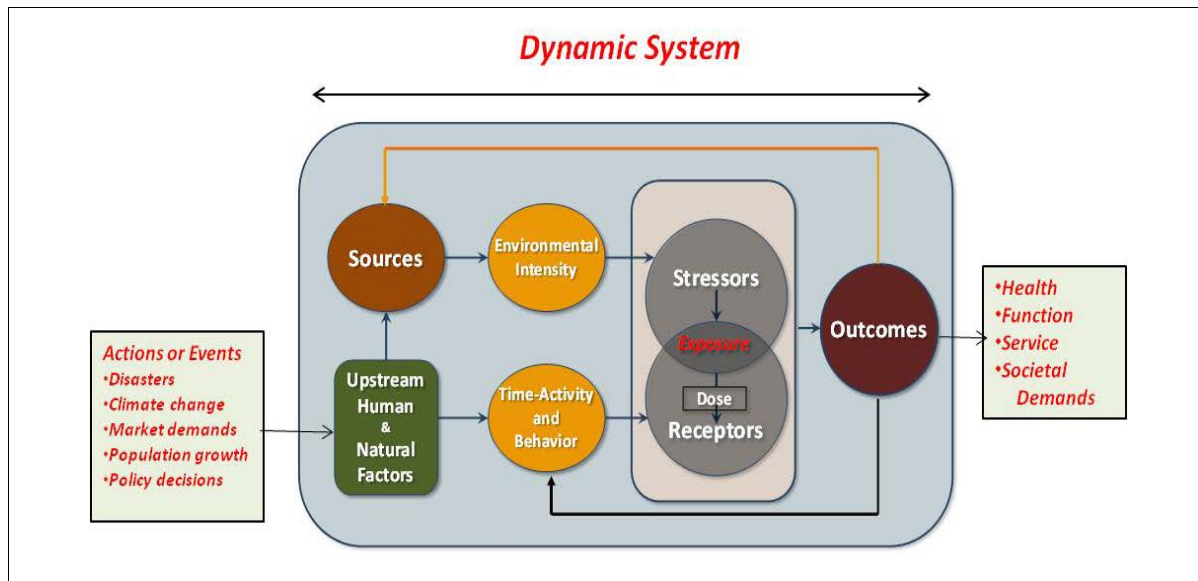 Dynamic System
Sources
Environmental
Intensity
Stressors
Exposure
Dose
Receptors
Outcomes
Actions or Events
•Disasters
•Climate change
•Market demands
•Population growth
•Policy decisions
Upstream
Human
&
Natural
Factors
Time-Activity
and
Behavior
•Health
•Function
•Service
•Societal
Demands